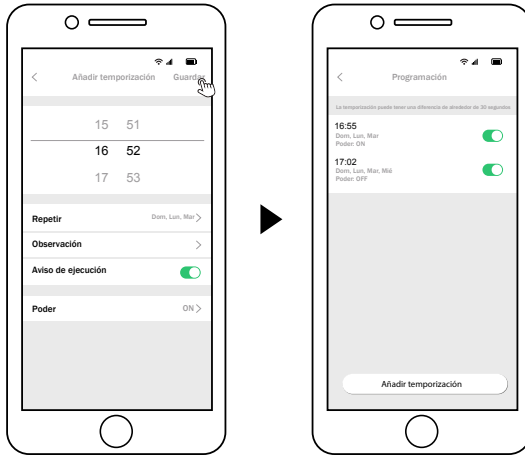 Añadir temporización Guardar
15 51
16 52
17 53
Repetir Dom, Lun, Mar
Observación
Aviso de ejecución
Poder ON
Programación
La temporización puede tener una diferencia de alrededor de 30 segundos
16:55
Dom, Lun, Mar
Poder: ON
17:02
Dom, Lun, Mar, Mié
Poder: OFF
Añadir temporización